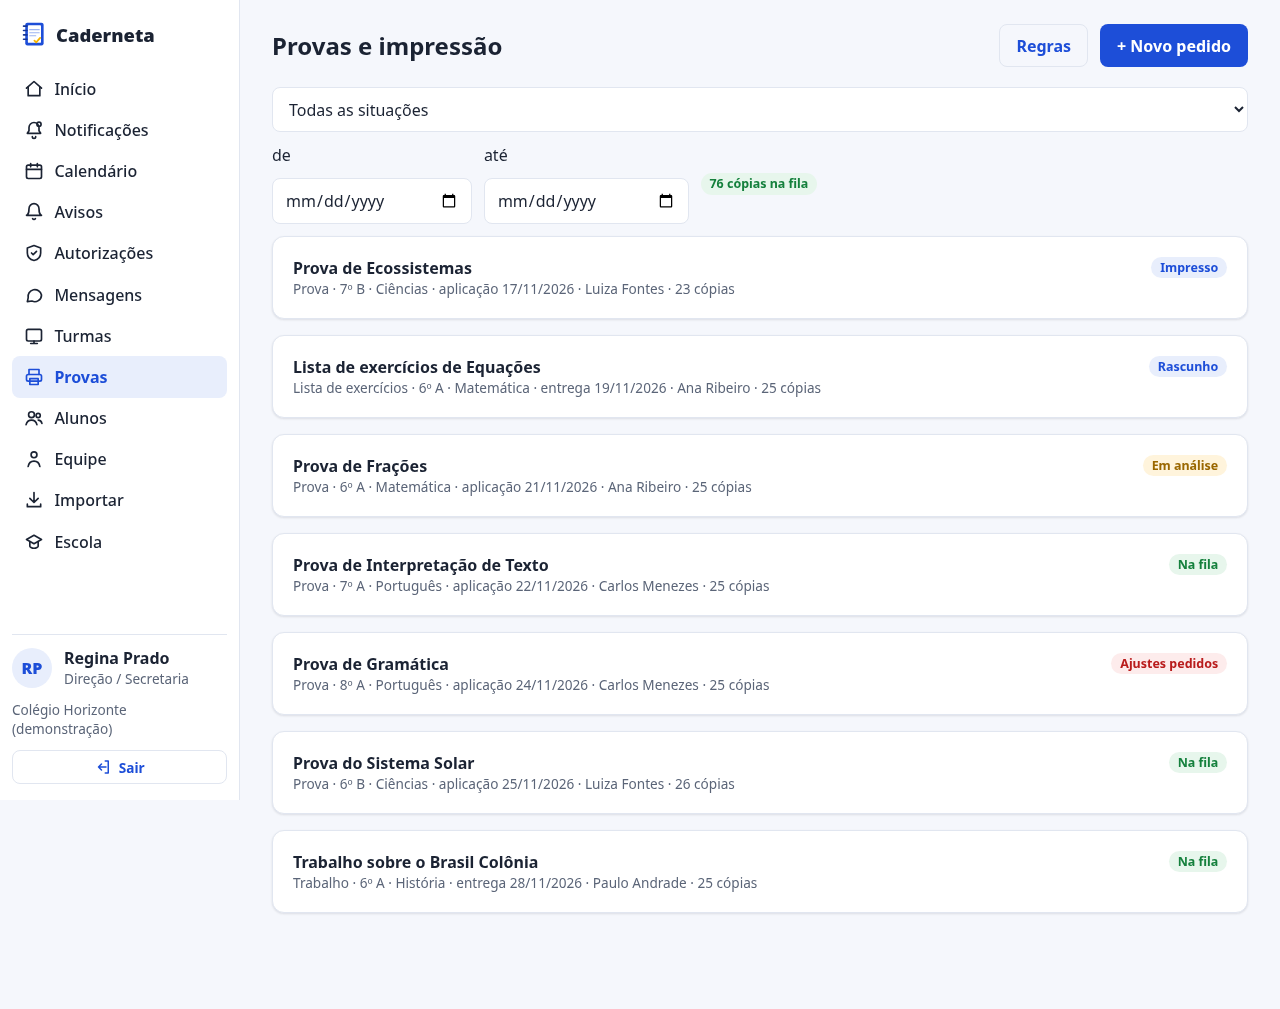 Caderneta
Início
Notificações
Calendário
Avisos
Autorizações
Mensagens
Turmas
Provas
Alunos
Equipe
Importar
Escola
RP
Regina Prado
Direção / Secretaria
Colégio Horizonte
(demonstração)
Sair
Provas e impressão
Regras
+ Novo pedido
Todas as situações
de
até
mm/dd/yyyy
mm/dd/yyyy
76 cópias na fila
Prova de Ecossistemas
Impresso
Prova · 7º B · Ciências · aplicação 17/11/2026 · Luiza Fontes · 23 cópias
Lista de exercícios de Equações
Rascunho
Lista de exercícios · 6º A · Matemática · entrega 19/11/2026 · Ana Ribeiro · 25 cópias
Prova de Frações
Em análise
Prova · 6º A · Matemática · aplicação 21/11/2026 · Ana Ribeiro · 25 cópias
Prova de Interpretação de Texto
Na fila
Prova · 7º A · Português · aplicação 22/11/2026 · Carlos Menezes · 25 cópias
Prova de Gramática
Ajustes pedidos
Prova · 8º A · Português · aplicação 24/11/2026 · Carlos Menezes · 25 cópias
Prova do Sistema Solar
Na fila
Prova · 6º B · Ciências · aplicação 25/11/2026 · Luiza Fontes · 26 cópias
Trabalho sobre o Brasil Colônia
Na fila
Trabalho · 6º A · História · entrega 28/11/2026 · Paulo Andrade · 25 cópias